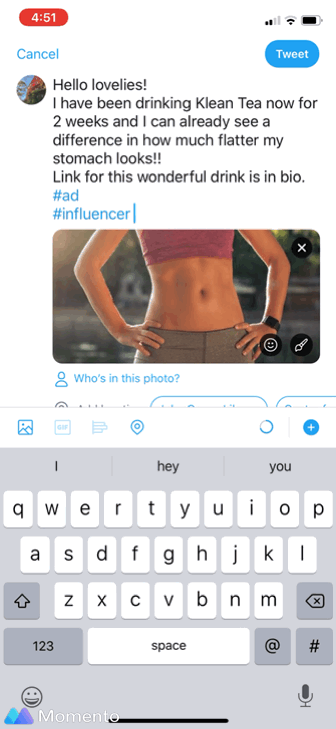 4:51
Cancel
Tweet
Hello lovelies!
I have been drinking Klean Tea now for
2 weeks and I can already see a
difference in how much flatter my
stomach looks!!
Link for this wonderful drink is in bio.
#ad
#influencer
Who's in this photo?
GIF
I hey you
q w e r t y u i o p
a s d f g h j k l
z x c v b n m
123 space @ #
Momento